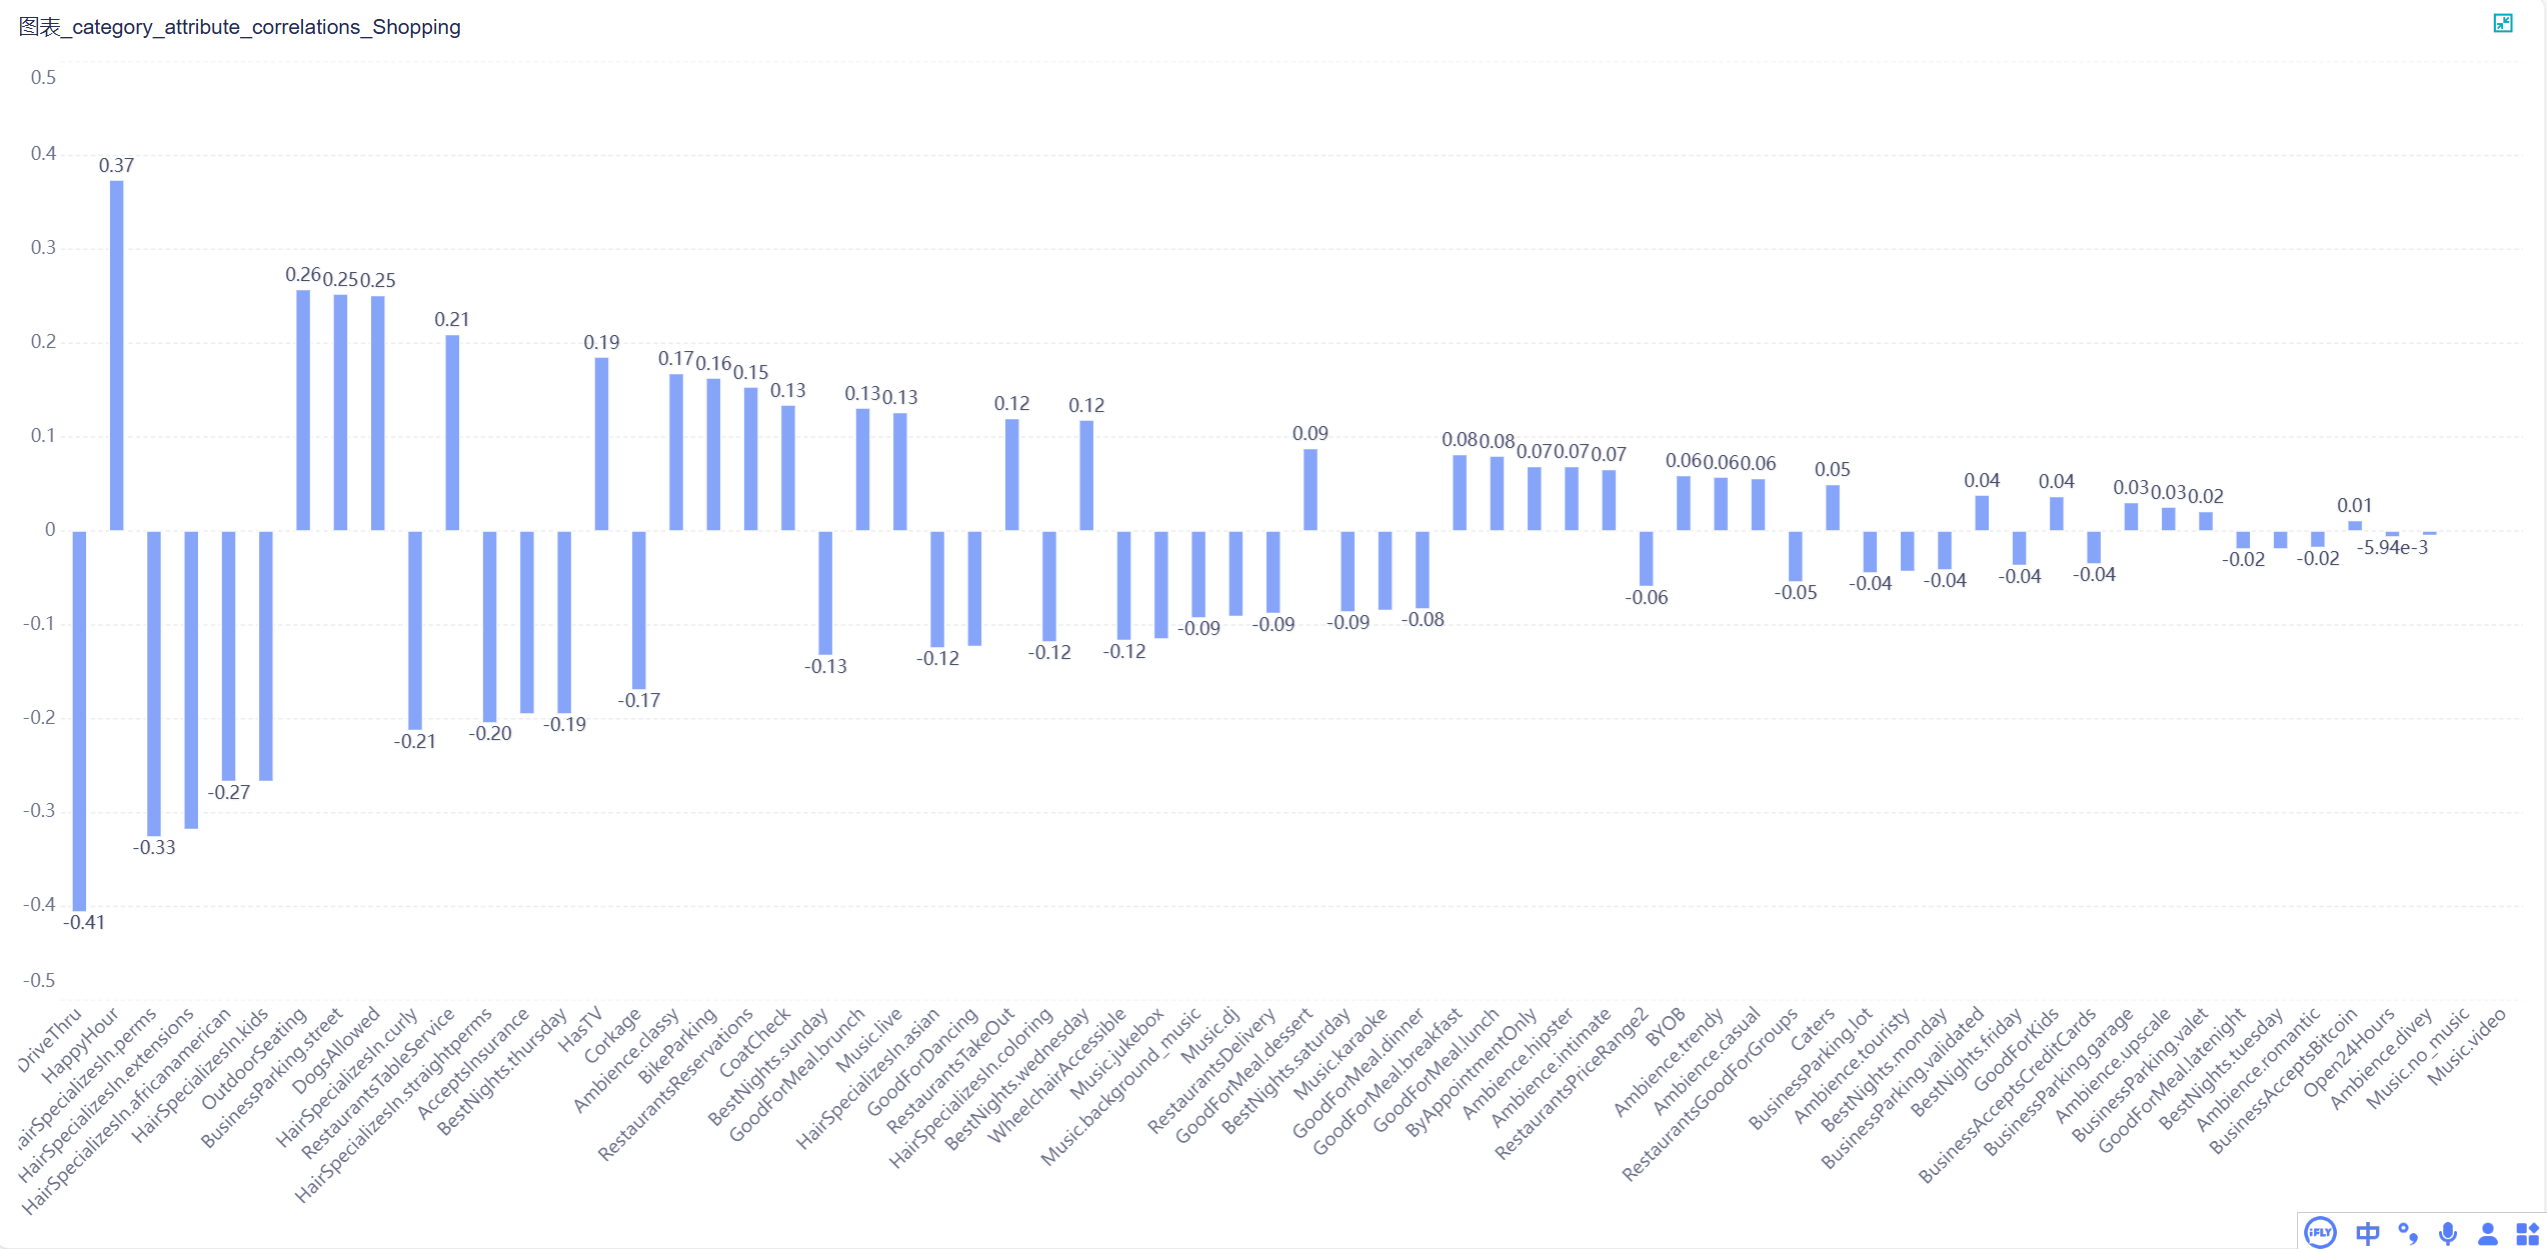 图表_category_attribute_correlations_Shopping
0.5
0.4
0.3
0.2
0.1
0
-0.1
-0.2
-0.3
-0.4
-0.5
-0.41
0.37
-0.33
-0.27
0.26
0.25
0.25
-0.21
0.21
-0.20
-0.19
0.19
-0.17
0.17
0.16
0.15
0.13
-0.13
0.13
0.13
-0.12
0.12
-0.12
0.12
-0.12
-0.09
-0.09
0.09
-0.09
-0.08
0.08
0.08
0.07
0.07
0.07
-0.06
0.06
0.06
0.06
-0.05
0.05
-0.04
-0.04
0.04
-0.04
0.04
-0.04
0.03
0.03
0.02
-0.02
-0.02
0.01
-5.94e-3
DriveThru
HappyHour
airSpecializesIn.perms
HairSpecializesIn.extensions
HairSpecializesIn.africanamerican
HairSpecializesIn.kids
OutdoorSeating
BusinessParking.street
DogsAllowed
HairSpecializesIn.curly
RestaurantsTableService
HairSpecializesIn.straightperms
AcceptsInsurance
BestNights.thursday
HasTV
Corkage
Ambience.classy
BikeParking
RestaurantsReservations
CoatCheck
BestNights.sunday
GoodForMeal.brunch
Music.live
HairSpecializesIn.asian
GoodForDancing
RestaurantsTakeOut
HairSpecializesIn.coloring
BestNights.wednesday
WheelchairAccessible
Music.jukebox
Music.background_music
Music.dj
RestaurantsDelivery
GoodForMeal.dessert
BestNights.saturday
Music.karaoke
GoodForMeal.dinner
GoodForMeal.breakfast
GoodForMeal.lunch
ByAppointmentOnly
Ambience.hipster
Ambience.intimate
RestaurantsPriceRange2
BYOB
Ambience.trendy
Ambience.casual
RestaurantsGoodForGroups
Caters
BusinessParking.lot
Ambience.touristy
BestNights.monday
BusinessParking.validated
BestNights.friday
GoodForKids
BusinessAcceptsCreditCards
BusinessParking.garage
Ambience.upscale
BusinessParking.valet
GoodForMeal.latenight
BestNights.tuesday
Ambience.romantic
BusinessAcceptsBitcoin
Open24Hours
Ambience.divey
Music.no_music
Music.video
iFLY
中